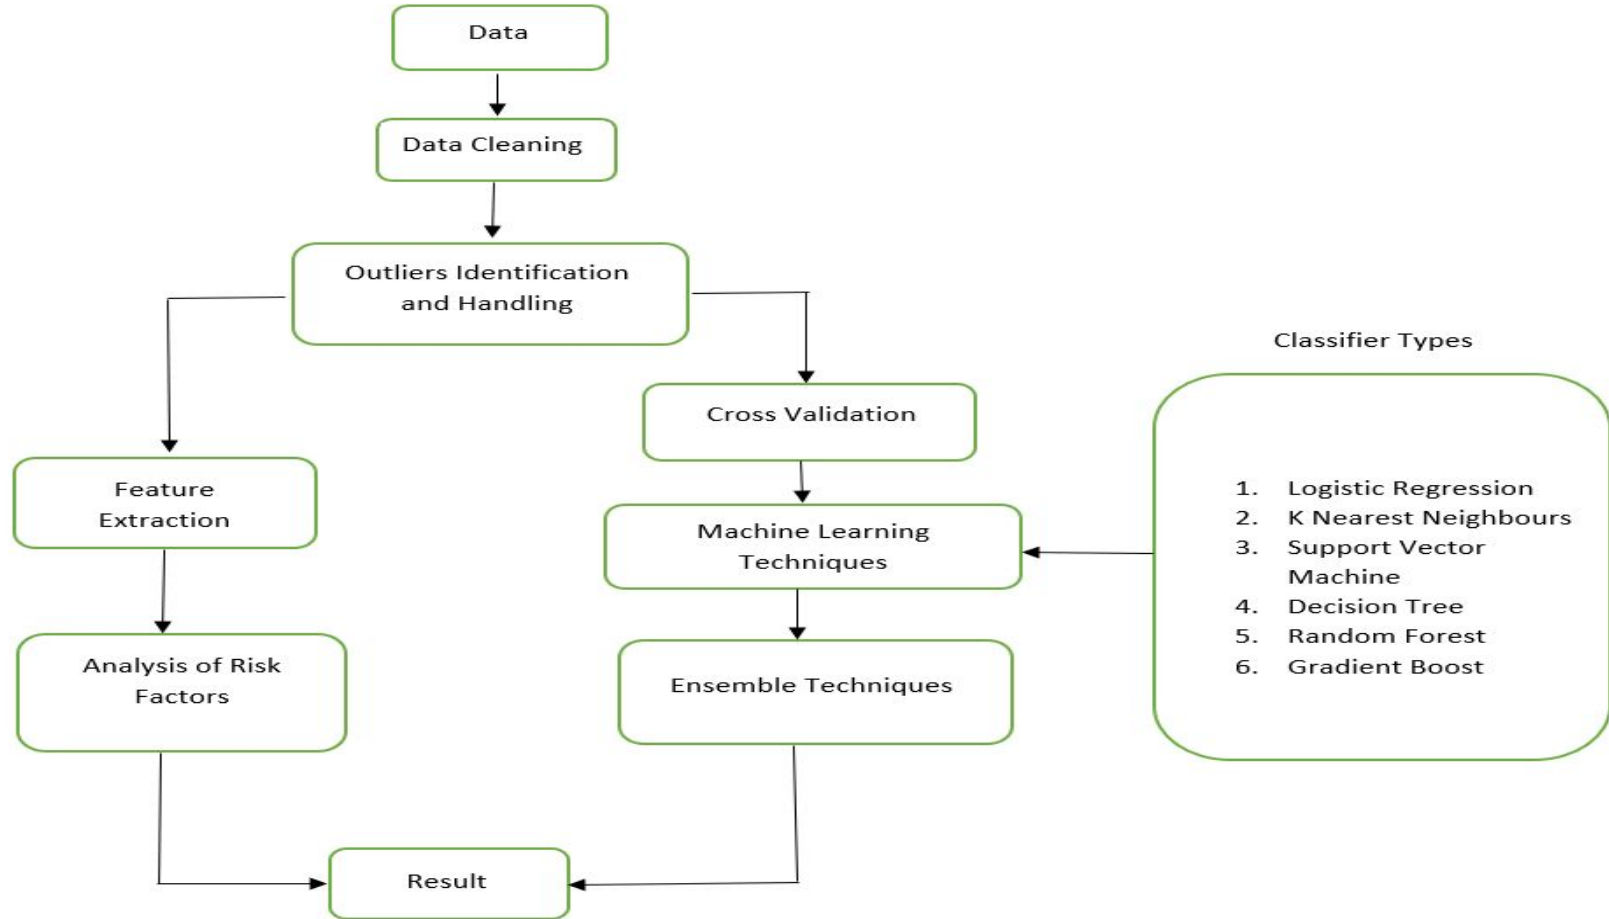 Data
Data Cleaning
Outliers Identification
and Handling
Classifier Types
Cross Validation
Feature
Extraction
Machine Learning
Techniques
1. Logistic Regression
2. K Nearest Neighbours
3. Support Vector
Machine
4. Decision Tree
5. Random Forest
6. Gradient Boost
Analysis of Risk
Factors
Ensemble Techniques
Result